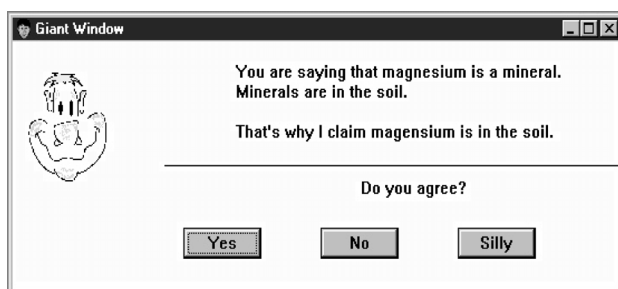 Giant Window
You are saying that magnesium is a mineral.
Minerals are in the soil.
That's why I claim magensium is in the soil.
Do you agree?
Yes No Silly